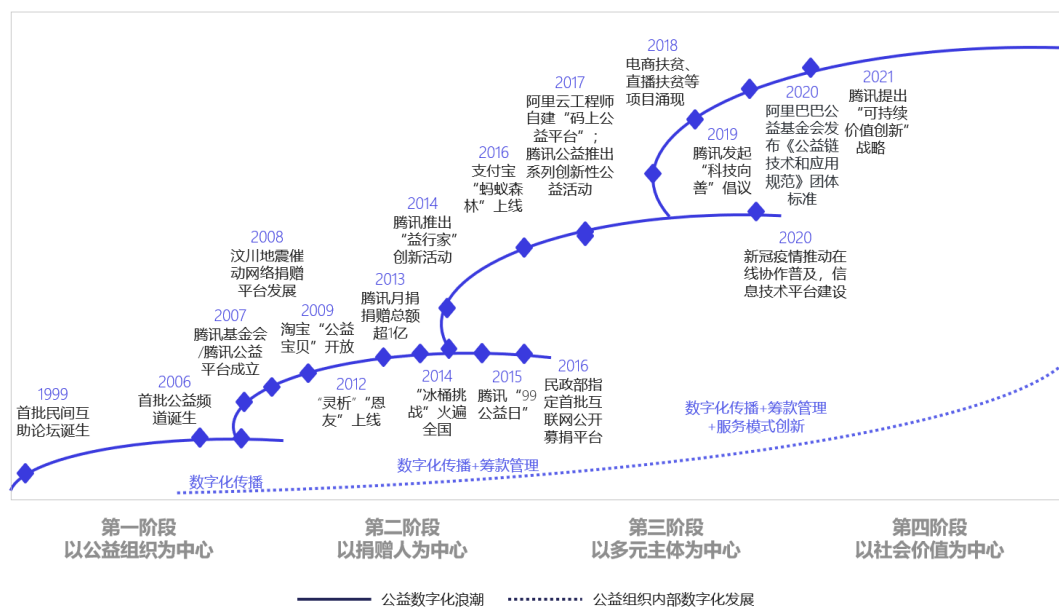 1999
首批民间互
助论坛诞生
2006
首批公益频
道诞生
2007
腾讯基金会
/腾讯公益
平台成立
2008
汶川地震催
动网络捐赠
平台发展
2009
淘宝“公益
宝贝”开放
2012
“灵析”“恩
友”上线
2013
腾讯月捐
捐赠总额
超1亿
2014
腾讯推出
“益行家”
创新活动
2014
“冰桶挑
战”火遍
全国
2015
腾讯“99
公益日”
2016
民政部指
定首批互
联网公开
募捐平台
2016
支付宝
“蚂蚁森
林”上线
2017
阿里云工程师
自建“码上公
益平台”；
腾讯公益推出
系列创新性公
益活动
2018
电商扶贫、
直播扶贫等
项目涌现
2019
腾讯发起
“科技向
善”倡议
2020
阿里巴巴公
益基金会发
布《公益链
技术和应用
规范》团体
标准
2020
新冠疫情推动在
线协作普及，信
息技术平台建设
2021
腾讯提出
“可持续
价值创新”
战略
数字化传播
数字化传播+筹款管理
数字化传播+筹款管理
+服务模式创新
第一阶段
以公益组织为中心
第二阶段
以捐赠人为中心
第三阶段
以多元主体为中心
第四阶段
以社会价值为中心
公益数字化浪潮
公益组织内部数字化发展